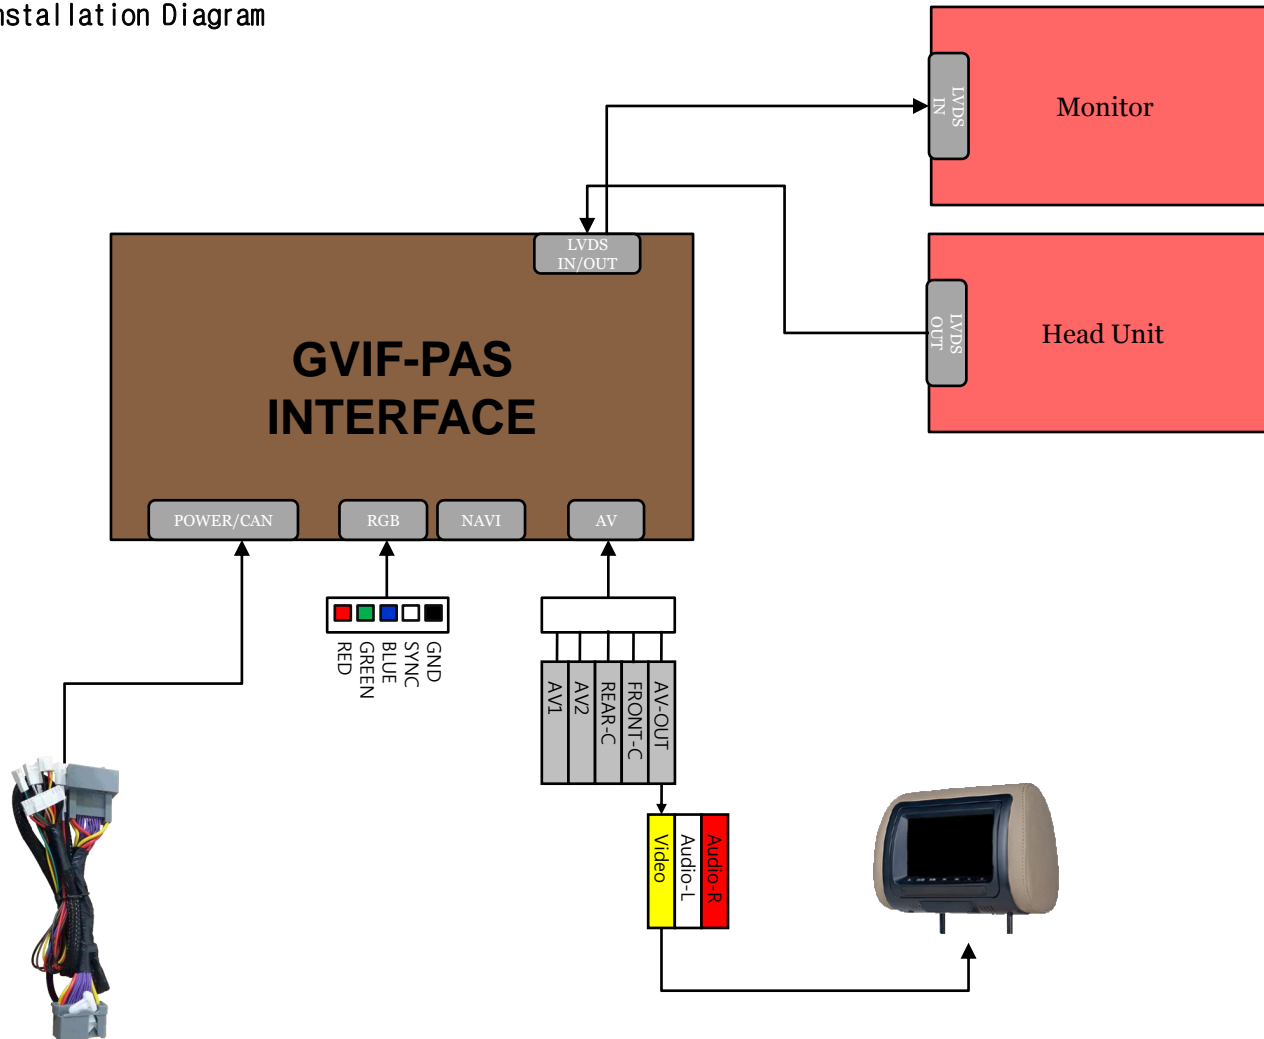 nstallation Diagram
LVDS
IN
Monitor
LVDS
IN/OUT
LVDS
OUT
Head Unit
GVIF-PAS
INTERFACE
POWER/CAN
RGB
NAVI
AV
RED
GREEN
BLUE
SYNC
GND
AV1
AV2
REAR-C
FRONT-C
AV-OUT
Video
Audio-L
Audio-R